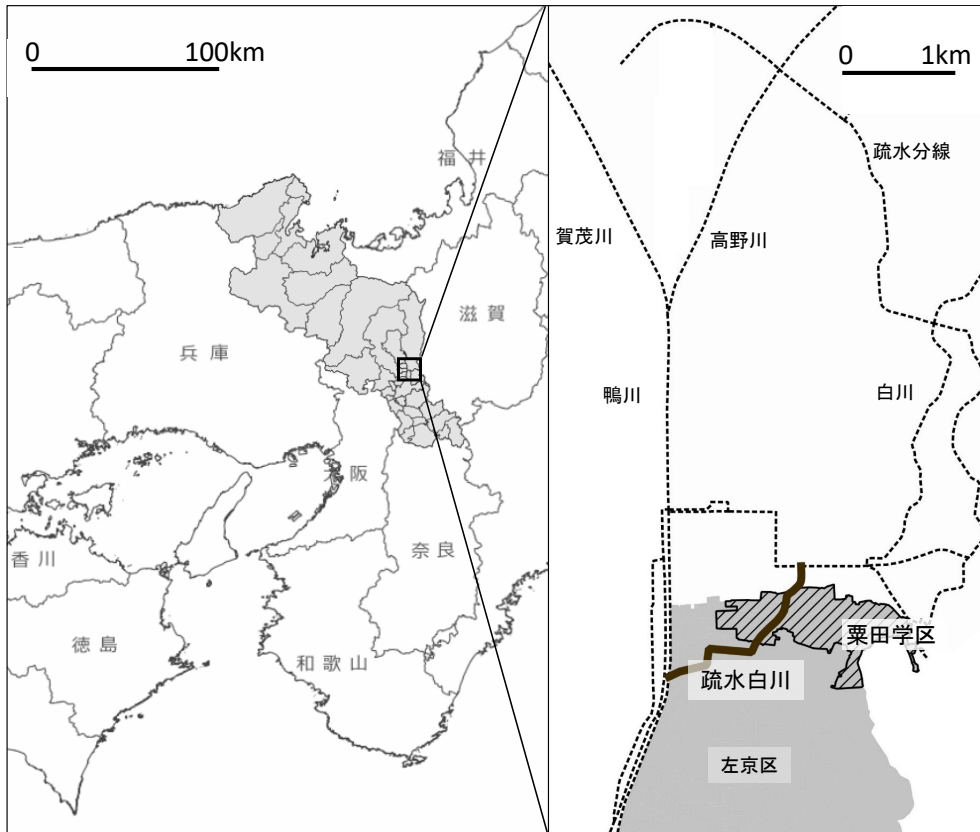 0 100km
福井
滋賀
兵庫
大阪
奈良
香川
徳島
和歌山
0 1km
疏水分線
賀茂川
高野川
鴨川
白川
粟田学区
疏水白川
左京区